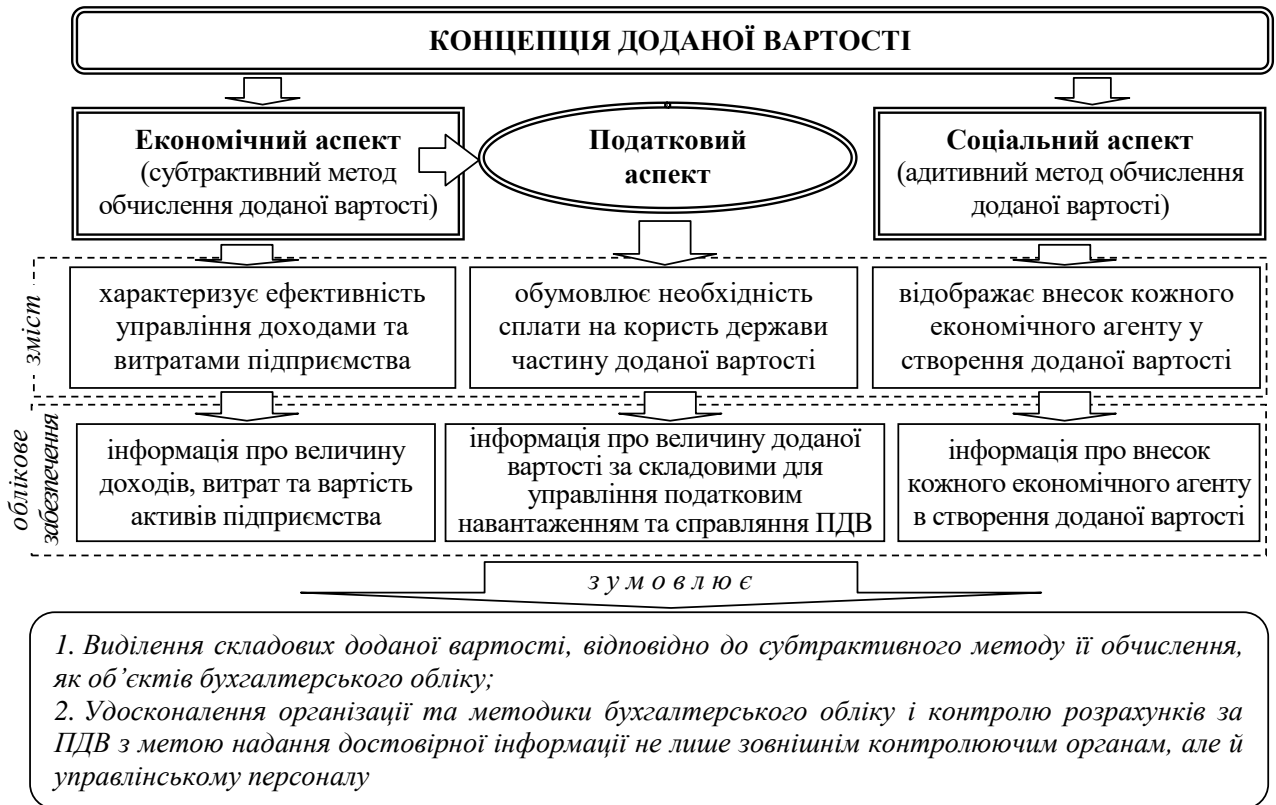 КОНЦЕПЦІЯ ДОДАНОЇ ВАРТОСТІ
Економічний аспект
(субтрактивний метод
обчислення доданої вартості)
Податковий
аспект
Соціальний аспект
(адитивний метод обчислення
доданої вартості)
зміст
характеризує ефективність
управління доходами та
витратами підприємства
обумовлює необхідність
сплати на користь держави
частину доданої вартості
відображає внесок кожного
економічного агенту у
створення доданої вартості
облікове
забезпечення
інформація про величину
доходів, витрат та вартість
активів підприємства
інформація про величину доданої
вартості за складовими для
управління податковим
навантаженням та справляння ПДВ
інформація про внесок
кожного економічного агенту
в створення доданої вартості
зумовлює
1. Виділення складових доданої вартості, відповідно до субтрактивного методу її обчислення,
як об’єктів бухгалтерського обліку;
2. Удосконалення організації та методики бухгалтерського обліку і контролю розрахунків за
ПДВ з метою надання достовірної інформації не лише зовнішнім контролюючим органам, але й
управлінському персоналу